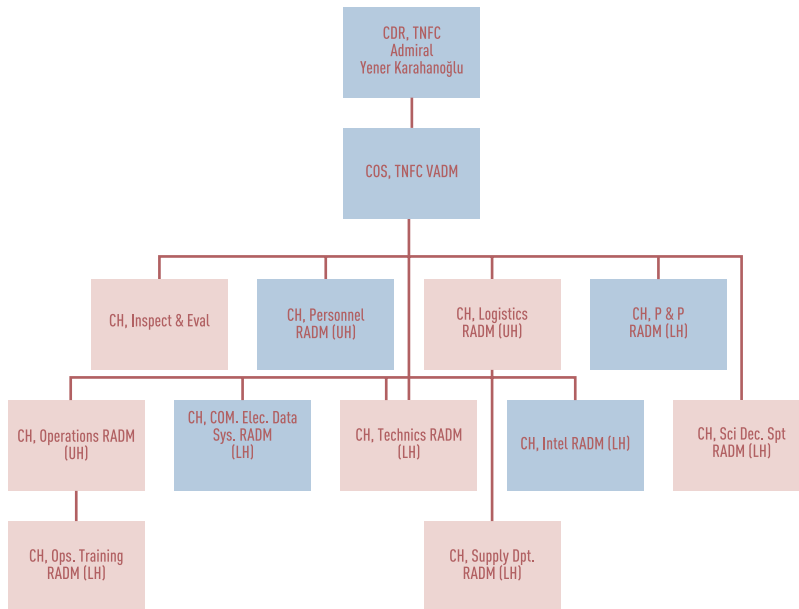 CDR, TNFC
Admiral
Yener Karahanoğlu
COS, TNFC VADM
CH, Inspect & Eval
CH, Personnel
RADM (UH)
CH, Logistics
RADM (UH)
CH, P & P
RADM (LH)
CH, Operations RADM
(UH)
CH, COM. Elec. Data
Sys. RADM
(LH)
CH, Technics RADM
(LH)
CH, Intel RADM (LH)
CH, Sci Dec. Spt
RADM (LH)
CH, Ops. Training
RADM (LH)
CH, Supply Dpt.
RADM (LH)